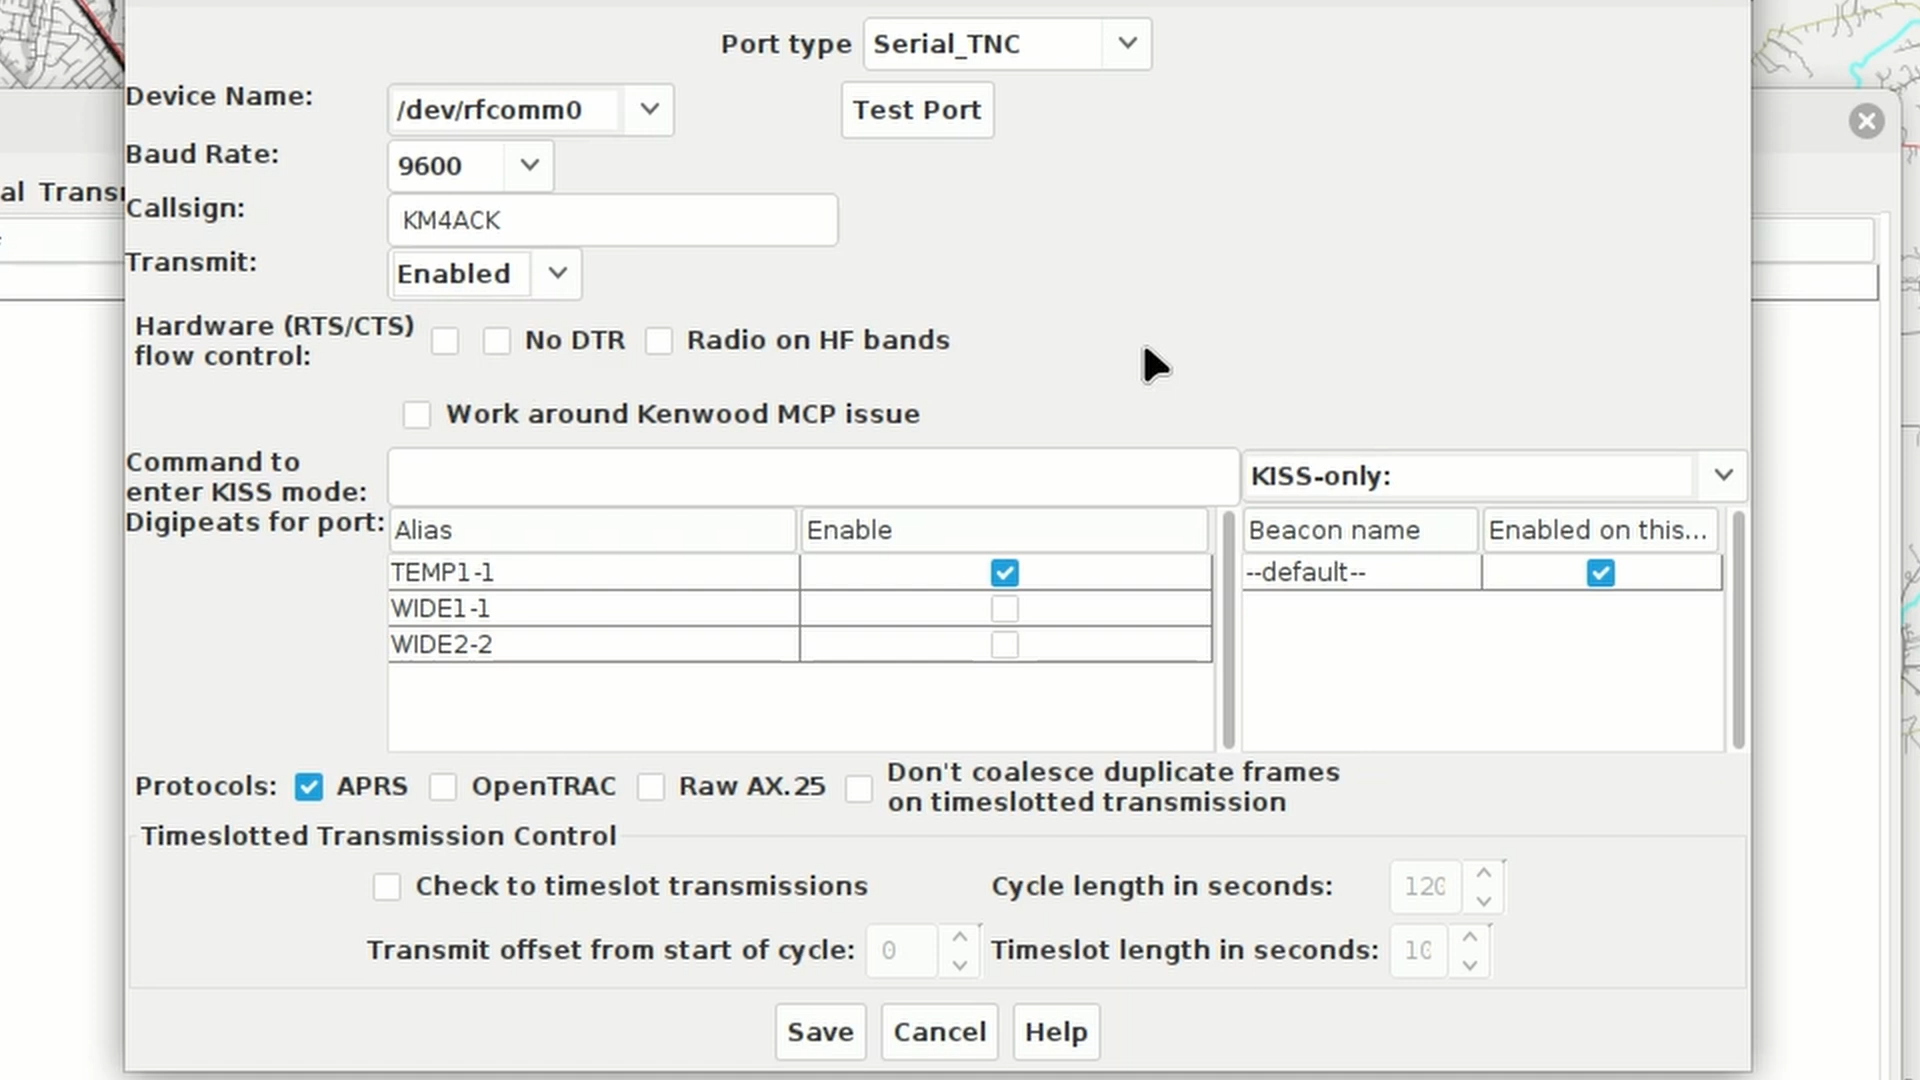 Port type Serial_TNC
Device Name: /dev/rfcomm0 Test Port
Baud Rate: 9600
al Transı
Callsign: KM4ACK
Transmit: Enabled
Hardware (RTS/CTS)
flow control: No DTR Radio on HF bands
Work around Kenwood MCP issue
Command to
enter KISS mode: KISS-only:
Digipeats for port: Alias Enable Beacon name Enabled on this...
TEMP1-1 --default--
WIDE1-1
WIDE2-2
Protocols: APRS OpenTRAC Raw AX.25 Don't coalesce duplicate frames
on timeslotted transmission
Timeslotted Transmission Control
Check to timeslot transmissions Cycle length in seconds: 120
Transmit offset from start of cycle: 0 Timeslot length in seconds: 10
Save Cancel Help